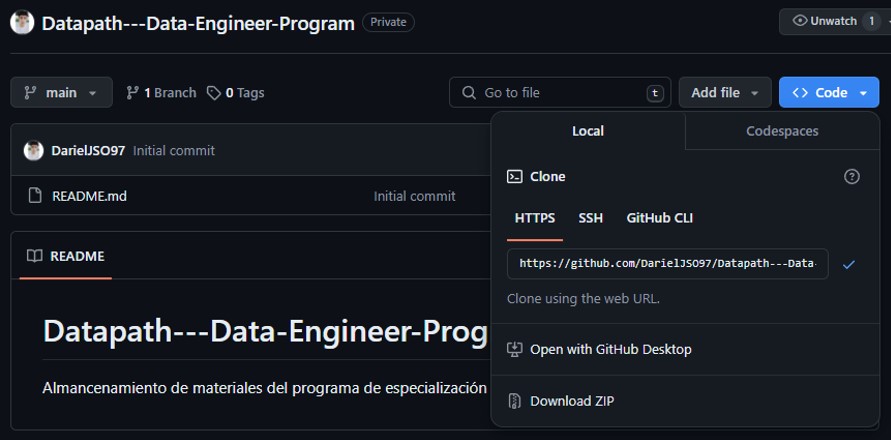 Datapath---Data-Engineer-Program Private
Unwatch 1
main 1 Branch 0 Tags
Go to file t
Add file
Code
DarielJSO97 Initial commit
README.md Initial commit
README
Datapath---Data-Engineer-Prog
Almancenamiento de materiales del programa de especialización
Local Codespaces
Clone
HTTPS SSH GitHub CLI
https://github.com/DarielJSO97/Datapath---Data-
Clone using the web URL.
Open with GitHub Desktop
Download ZIP